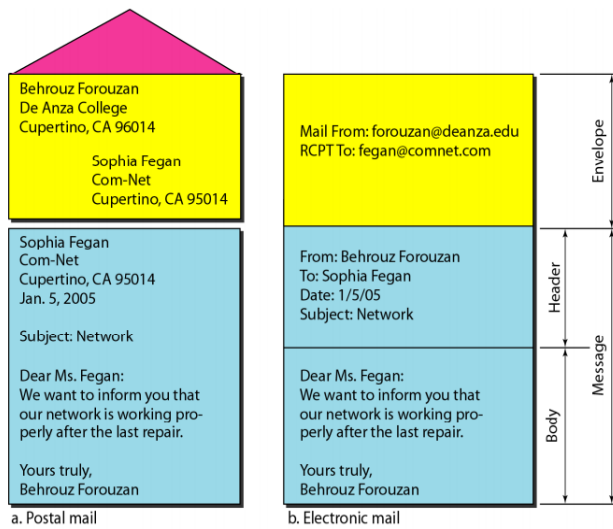 Behrouz Forouzan
De Anza College
Cupertino, CA 96014
Sophia Fegan
Com-Net
Cupertino, CA 95014
Sophia Fegan
Com-Net
Cupertino, CA 95014
Jan. 5, 2005
Subject: Network
Dear Ms. Fegan:
We want to inform you that
our network is working pro-
perly after the last repair.
Yours truly,
Behrouz Forouzan
a. Postal mail
Mail From: forouzan@deanza.edu
RCPT To: fegan@comnet.com
From: Behrouz Forouzan
To: Sophia Fegan
Date: 1/5/05
Subject: Network
Dear Ms. Fegan:
We want to inform you that
our network is working pro-
perly after the last repair.
Yours truly,
Behrouz Forouzan
b. Electronic mail
Envelope
Header
Message
Body